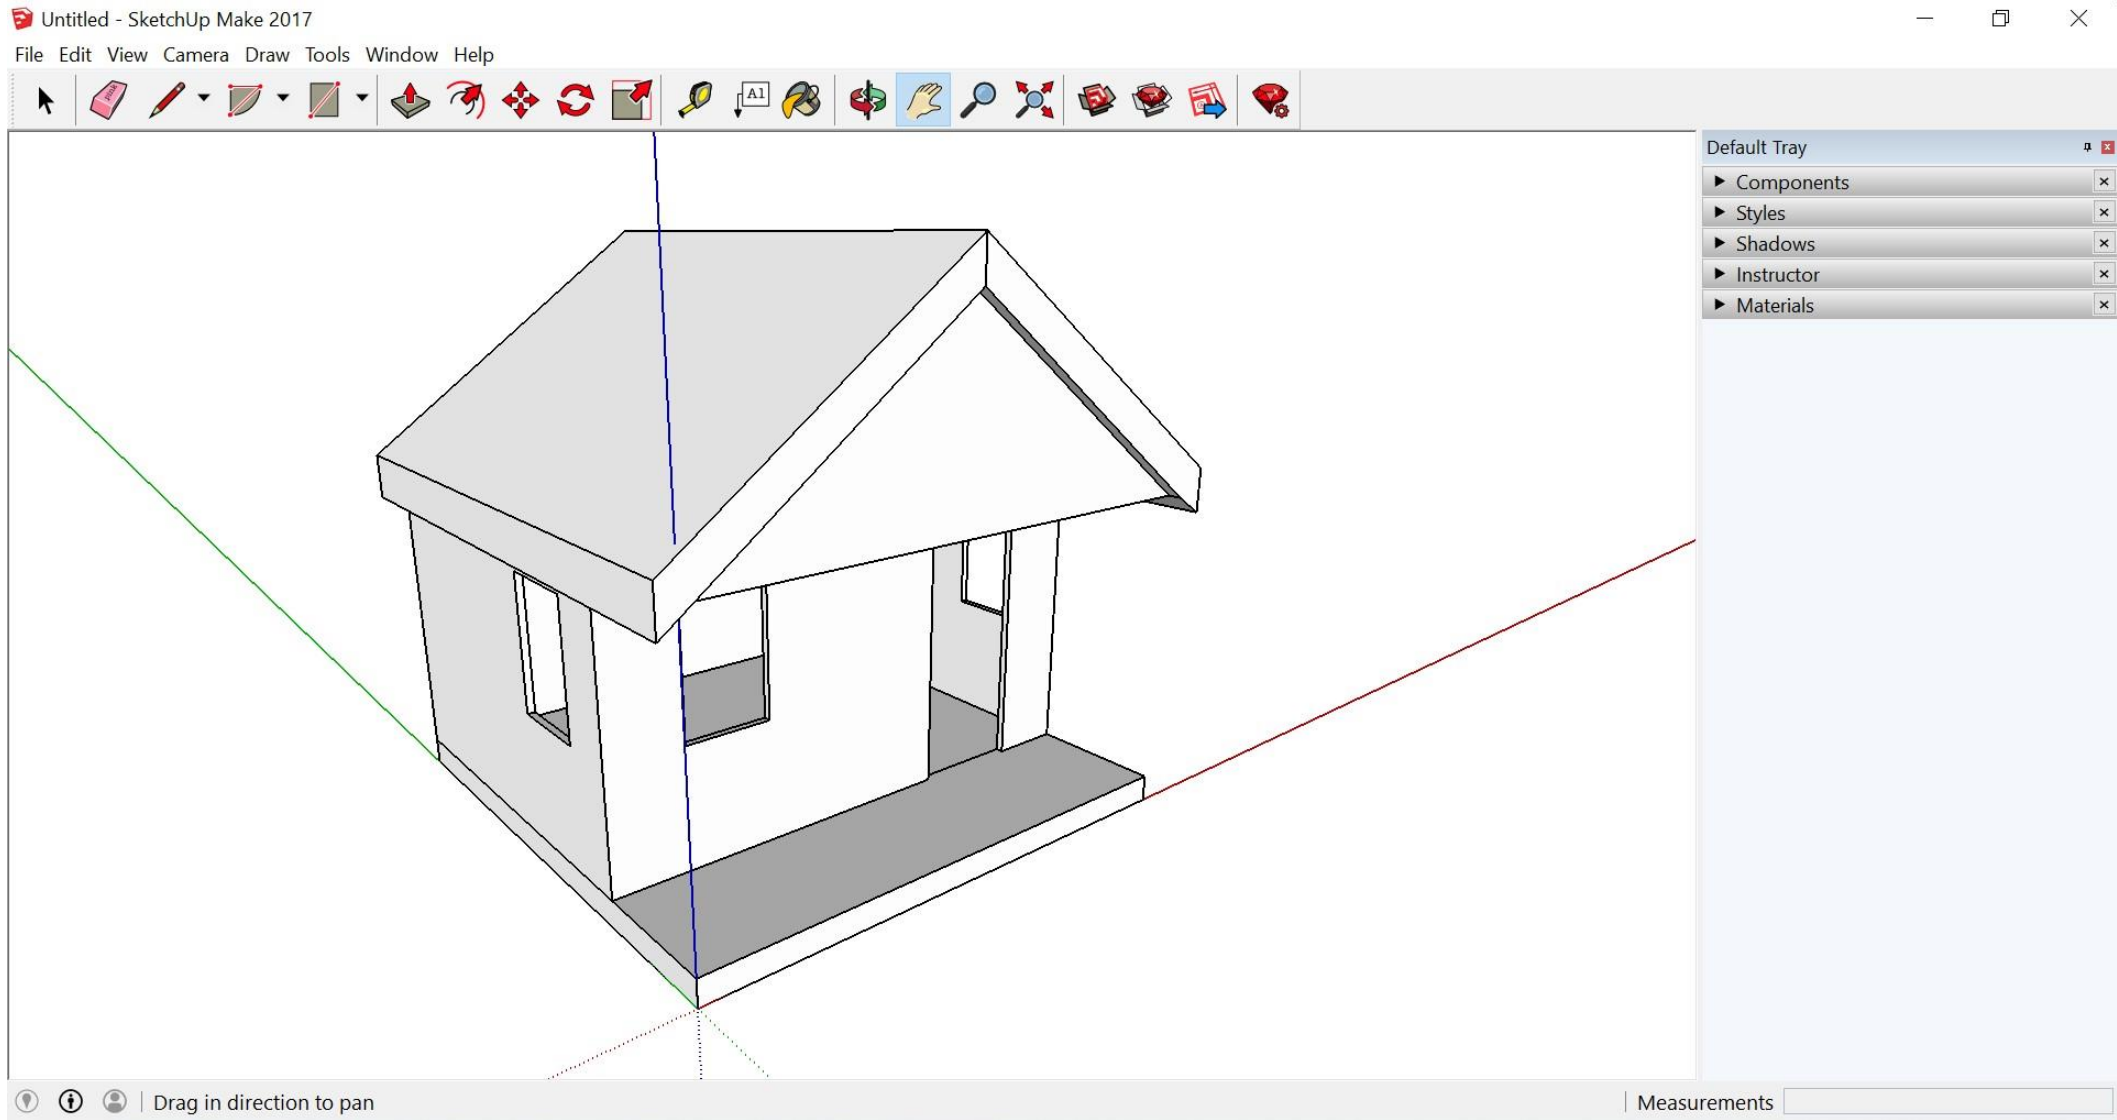 Untitled - SketchUp Make 2017
File Edit View Camera Draw Tools Window Help
A1
Default Tray
Components
Styles
Shadows
Instructor
Materials
Drag in direction to pan
Measurements